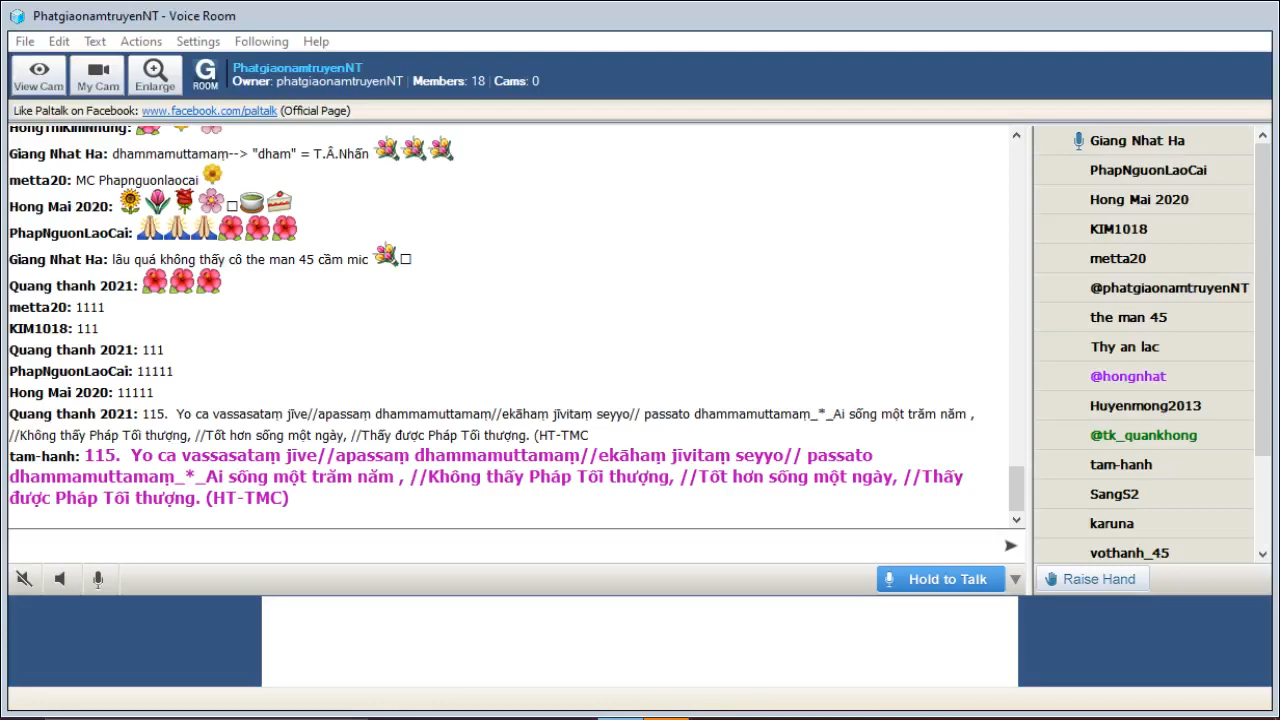 PhatgiaonamtruyenNT - Voice Room
File Edit Text Actions Settings Following Help
View Cam My Cam Enlarge G ROOM
PhatgiaonamtruyenNT
Owner: phatgiaonamtruyenNT | Members: 18 | Cams: 0
Like Paltalk on Facebook: www.facebook.com/paltalk (Official Page)
HongThiKimNhung:
Giang Nhat Ha: dhammamuttamaṃ--> "dham" = T.Â.Nhấn
metta20: MC Phapnguonlaocai
Hong Mai 2020:
PhapNguonLaoCai:
Giang Nhat Ha: lâu quá không thấy cô the man 45 cầm mic
Quang thanh 2021:
metta20: 1111
KIM1018: 111
Quang thanh 2021: 111
PhapNguonLaoCai: 11111
Hong Mai 2020: 11111
Quang thanh 2021: 115. Yo ca vassasataṃ jīve//apassaṃ dhammamuttamaṃ//ekāhaṃ jīvitaṃ seyyo// passato dhammamuttamaṃ_*_Ai sống một trăm năm ,
//Không thấy Pháp Tối thượng, //Tốt hơn sống một ngày, //Thấy được Pháp Tối thượng. (HT-TMC
tam-hanh: 115. Yo ca vassasataṃ jīve//apassaṃ dhammamuttamaṃ//ekāhaṃ jīvitaṃ seyyo// passato
dhammamuttamaṃ_*_Ai sống một trăm năm , //Không thấy Pháp Tối thượng, //Tốt hơn sống một ngày, //Thấy
được Pháp Tối thượng. (HT-TMC)
Giang Nhat Ha
PhapNguonLaoCai
Hong Mai 2020
KIM1018
metta20
@phatgiaonamtruyenNT
the man 45
Thy an lac
@hongnhat
Huyenmong2013
@tk_quankhong
tam-hanh
SangS2
karuna
vothanh_45
Hold to Talk
Raise Hand